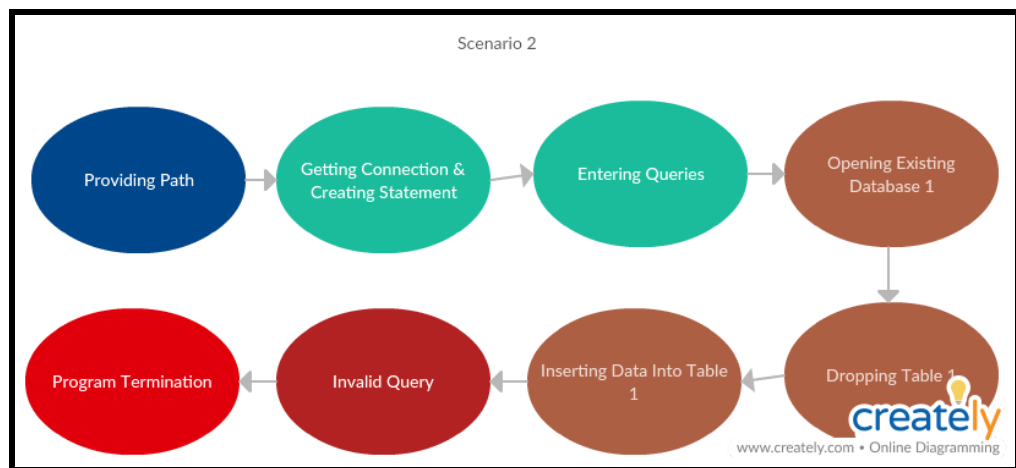 Scenario 2
Providing Path
Getting Connection &
Creating Statement
Entering Queries
Opening Existing
Database 1
Program Termination
Invalid Query
Inserting Data Into Table
1
Dropping Table 1
creately
www.creately.com • Online Diagramming